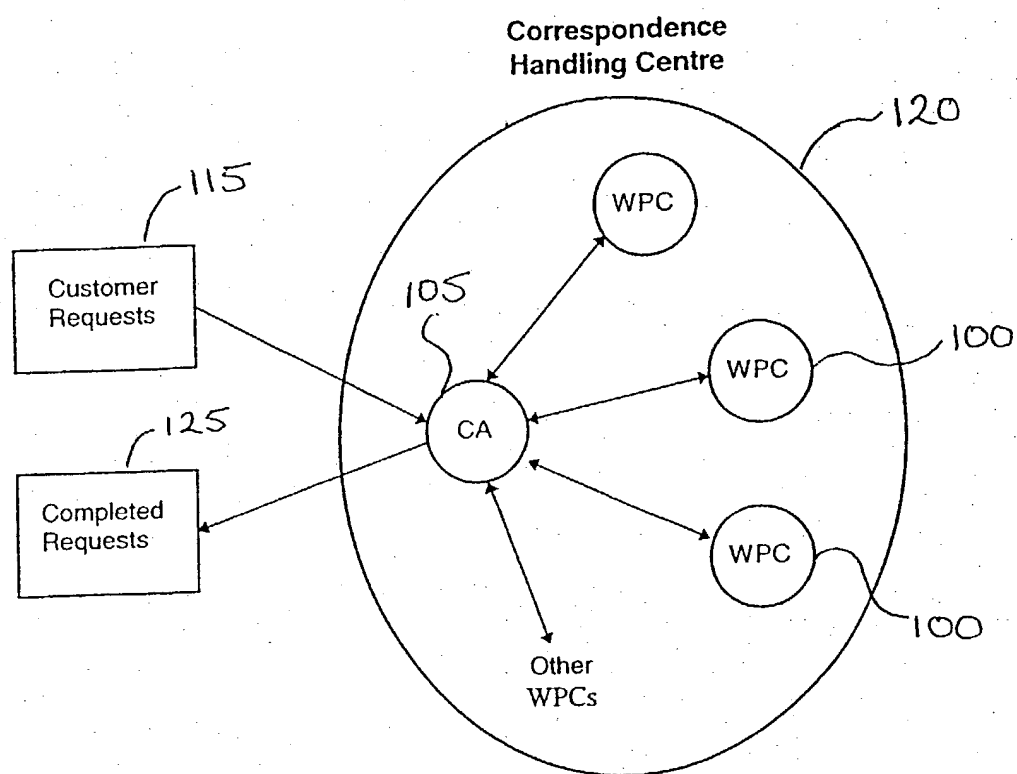 Correspondence
Handling Centre
120
115
WPC
Customer
Requests
105
100
WPC
125
CA
Completed
Requests
WPC
100
Other
WPCs